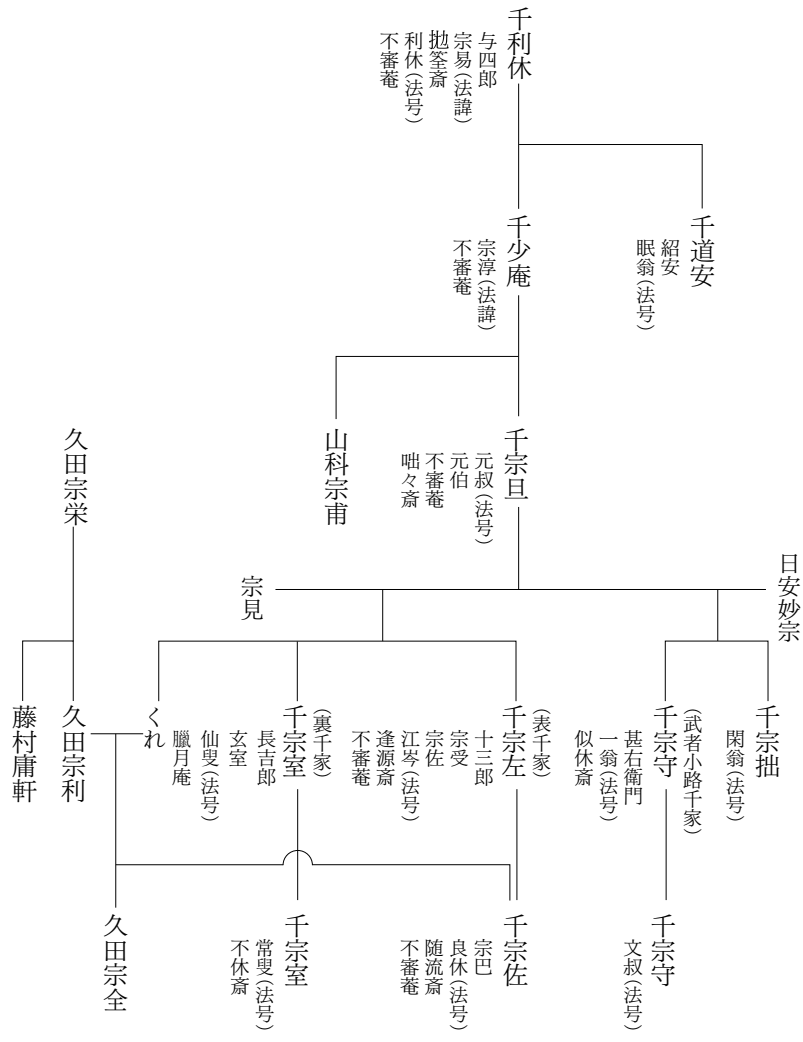 千利休
与四郎
宗易(法諱)
抛筌斎
利休(法号)
不審菴
千道安
紹安
眠翁(法号)
千少庵
宗淳(法諱)
不審菴
千宗旦
元叔(法号)
元伯
不審菴
咄々斎
山科宗甫
久田宗栄
日安妙宗
宗見
千宗拙
閑翁(法号)
(武者小路千家)
千宗守
甚右衛門
一翁(法号)
似休斎
(表千家)
千宗左
十三郎
宗受
宗佐
江岑(法号)
逢源斎
不審菴
(裏千家)
千宗室
長吉郎
玄室
仙叟(法号)
臘月庵
くれ
久田宗利
藤村庸軒
千宗守
文叔(法号)
千宗佐
宗巴
良休(法号)
随流斎
不審菴
千宗室
常叟(法号)
不休斎
久田宗全